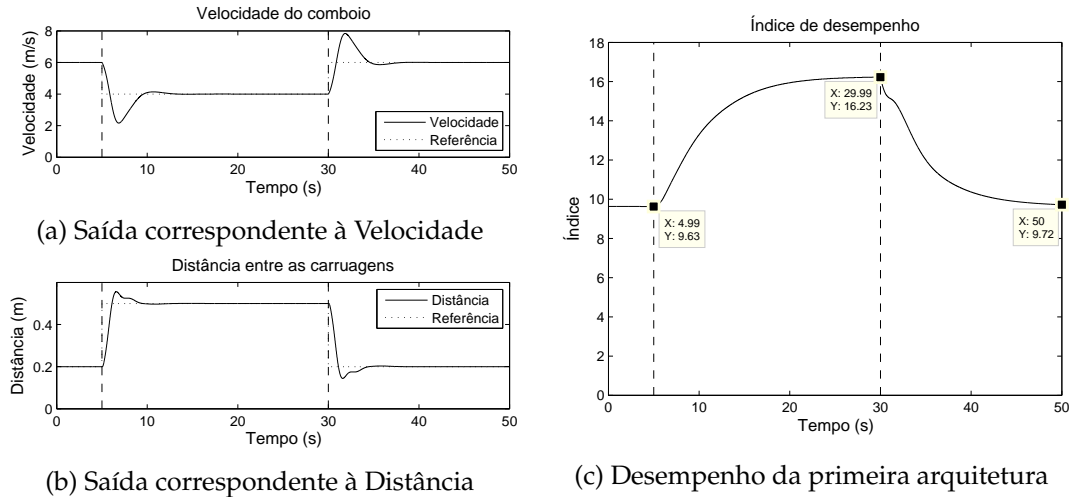 Velocidade do comboio
Velocidade (m/s)
8
6
4
2
0
Velocidade
Referência
0 10 20 30 40 50
Tempo (s)
(a) Saída correspondente à Velocidade
Distância entre as carruagens
Distância (m)
0.4
0.2
0
Distância
Referência
0 10 20 30 40 50
Tempo (s)
(b) Saída correspondente à Distância
Índice de desempenho
Índice
18
16
14
12
10
8
6
4
2
0
X: 29.99
Y: 16.23
X: 4.99
Y: 9.63
X: 50
Y: 9.72
0 10 20 30 40 50
Tempo (s)
(c) Desempenho da primeira arquitetura